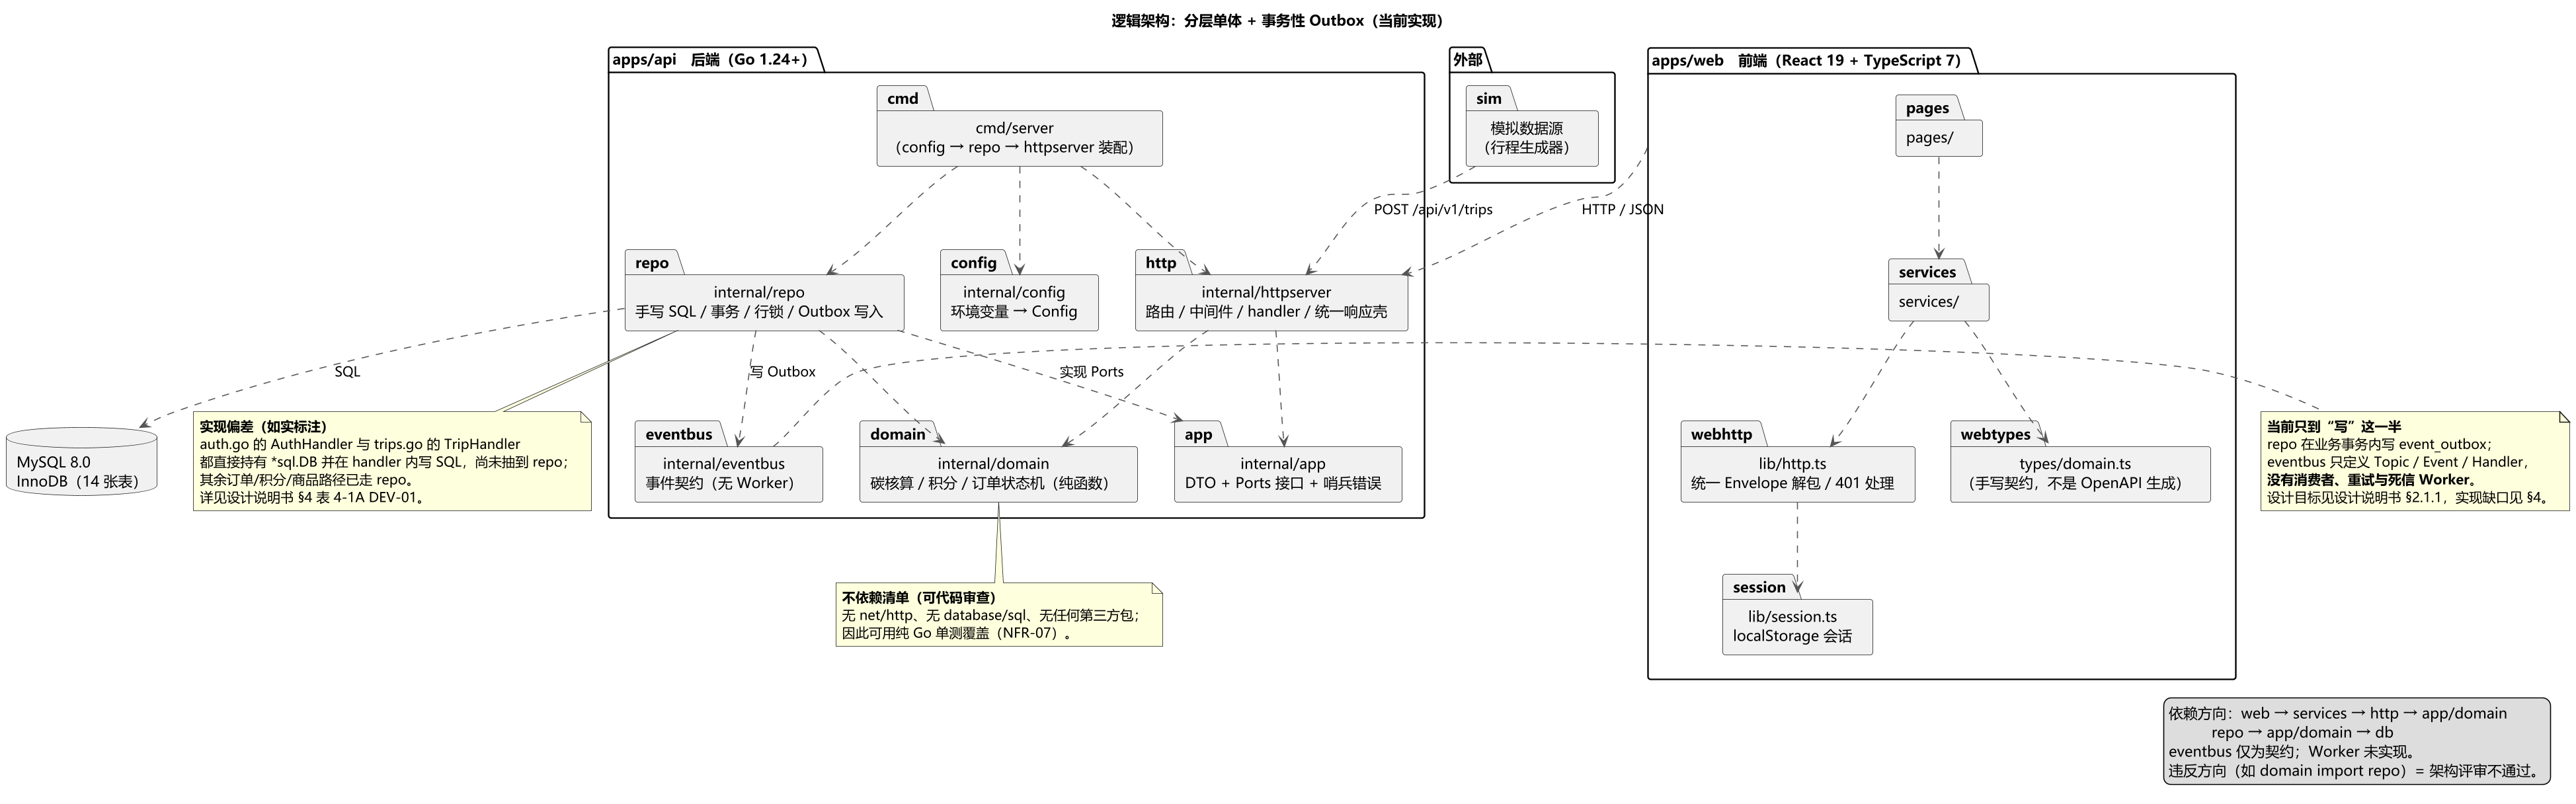 逻辑架构：分层单体 + 事务性 Outbox（当前实现）
apps/api　后端（Go 1.24+）
外部
apps/web　前端（React 19 + TypeScript 7）
cmd
cmd/server
（config → repo → httpserver 装配）
sim
模拟数据源
（行程生成器）
pages
pages/
POST /api/v1/trips
HTTP / JSON
repo
internal/repo
手写 SQL / 事务 / 行锁 / Outbox 写入
config
internal/config
环境变量 → Config
http
internal/httpserver
路由 / 中间件 / handler / 统一响应壳
services
services/
SQL
写 Outbox
实现 Ports
MySQL 8.0
InnoDB（14 张表）
实现偏差（如实标注）
auth.go 的 AuthHandler 与 trips.go 的 TripHandler
都直接持有 *sql.DB 并在 handler 内写 SQL，尚未抽到 repo；
其余订单/积分/商品路径已走 repo。
详见设计说明书 §4 表 4-1A DEV-01。
eventbus
internal/eventbus
事件契约（无 Worker）
domain
internal/domain
碳核算 / 积分 / 订单状态机（纯函数）
app
internal/app
DTO + Ports 接口 + 哨兵错误
webhttp
lib/http.ts
统一 Envelope 解包 / 401 处理
webtypes
types/domain.ts
（手写契约，不是 OpenAPI 生成）
当前只到“写”这一半
repo 在业务事务内写 event_outbox；
eventbus 只定义 Topic / Event / Handler，
没有消费者、重试与死信 Worker。
设计目标见设计说明书 §2.1.1，实现缺口见 §4。
不依赖清单（可代码审查）
无 net/http、无 database/sql、无任何第三方包；
因此可用纯 Go 单测覆盖（NFR-07）。
session
lib/session.ts
localStorage 会话
依赖方向：web → services → http → app/domain
repo → app/domain → db
eventbus 仅为契约；Worker 未实现。
违反方向（如 domain import repo）= 架构评审不通过。